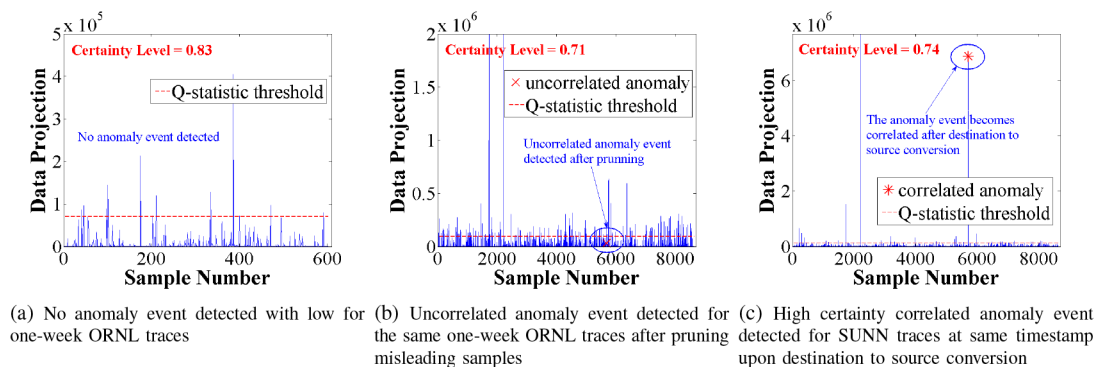 x 10^5
Certainty Level = 0.83
Q-statistic threshold
No anomaly event detected
Data Projection
5
4
3
2
1
0
0 200 400 600
Sample Number
x 10^6
Certainty Level = 0.71
uncorrelated anomaly
Q-statistic threshold
Uncorrelated anomaly event
detected after prunning
Data Projection
2
1.5
1
0.5
0
0 2000 4000 6000 8000
Sample Number
x 10^6
Certainty Level = 0.74
The anomaly event becomes
correlated after destination to
source conversion
correlated anomaly
Q-statistic threshold
Data Projection
6
4
2
0
0 2000 4000 6000 8000
Sample Number
(a) No anomaly event detected with low for
one-week ORNL traces
(b) Uncorrelated anomaly event detected for
the same one-week ORNL traces after pruning
misleading samples
(c) High certainty correlated anomaly event
detected for SUNN traces at same timestamp
upon destination to source conversion